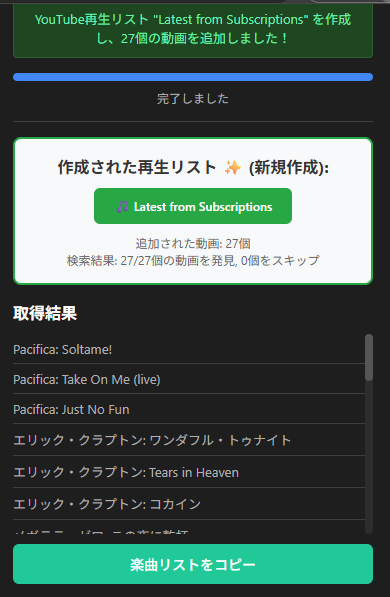 YouTube再生リスト "Latest from Subscriptions" を作成
し、27個の動画を追加しました！
完了しました
作成された再生リスト ✨ (新規作成):
🎵 Latest from Subscriptions
追加された動画: 27個
検索結果: 27/27個の動画を発見, 0個をスキップ
取得結果
Pacifica: Soltame!
Pacifica: Take On Me (live)
Pacifica: Just No Fun
エリック・クラプトン: ワンダフル・トゥナイト
エリック・クラプトン: Tears in Heaven
エリック・クラプトン: コカイン
楽曲リストをコピー